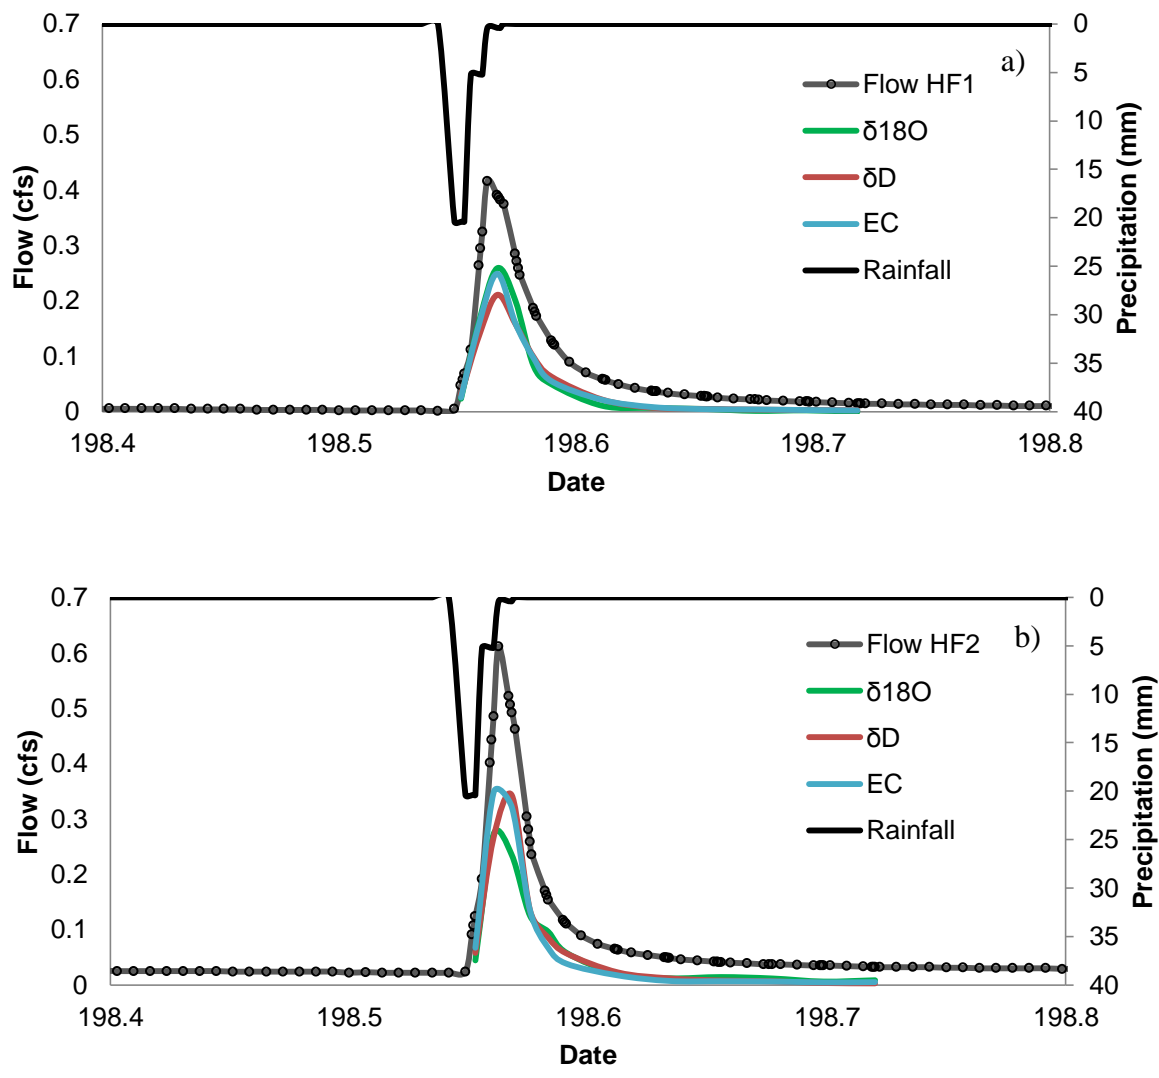 a)
0.7
0.6
0.5
0.4
0.3
0.2
0.1
0
Flow (cfs)
0
5
10
15
20
25
30
35
40
Precipitation (mm)
Flow HF1
δ18O
δD
EC
Rainfall
198.4 198.5 198.6 198.7 198.8
Date
b)
0.7
0.6
0.5
0.4
0.3
0.2
0.1
0
Flow (cfs)
0
5
10
15
20
25
30
35
40
Precipitation (mm)
Flow HF2
δ18O
δD
EC
Rainfall
198.4 198.5 198.6 198.7 198.8
Date